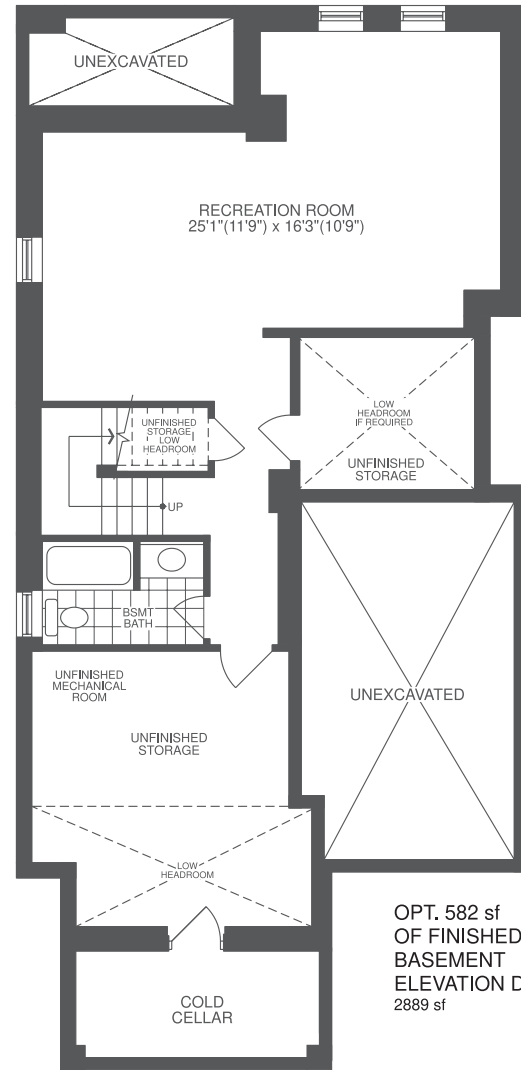 UNEXCAVATED
RECREATION ROOM
25'1"(11'9") x 16'3"(10'9")
LOW
HEADROOM
IF REQUIRED
UNFINISHED
STORAGE
UNFINISHED
STORAGE
LOW
HEADROOM
UP
BSMT
BATH
UNFINISHED
MECHANICAL
ROOM
UNFINISHED
STORAGE
UNEXCAVATED
LOW
HEADROOM
COLD
CELLAR
OPT. 582 sf
OF FINISHED
BASEMENT
ELEVATION D
2889 sf